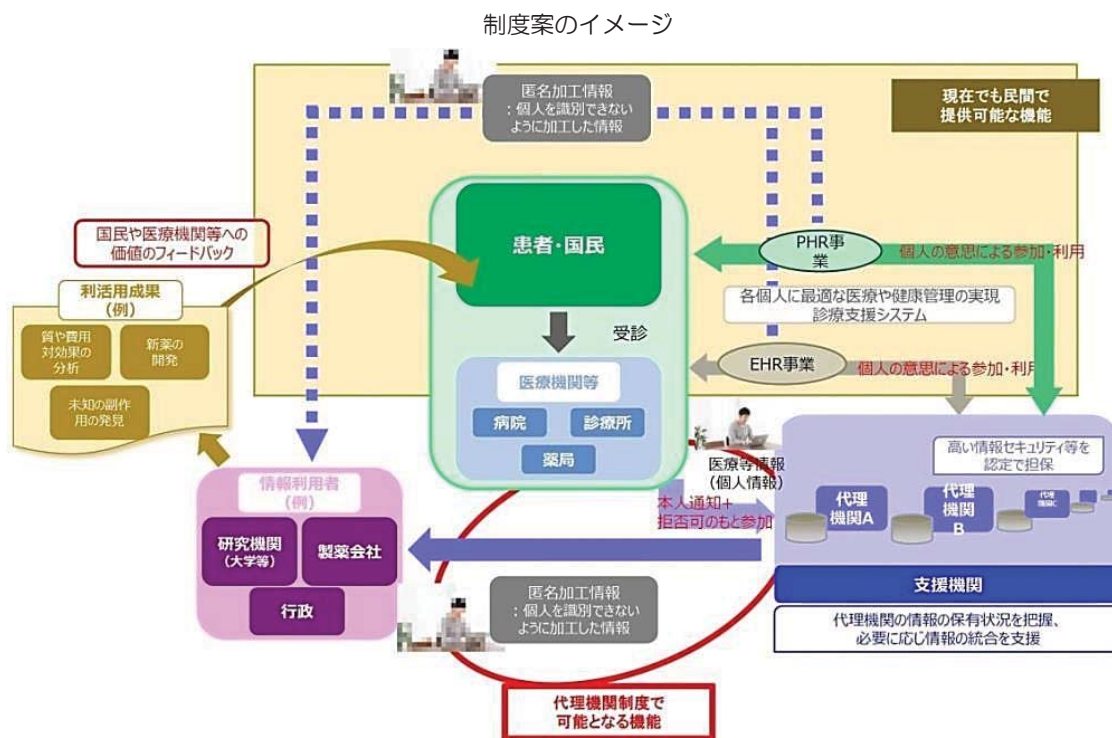 制度案のイメージ
匿名加工情報
：個人を識別できない
ように加工した情報
現在でも民間で
提供可能な機能
国民や医療機関等への
価値のフィードバック
患者・国民
PHR事
業
個人の意思による参加・利用
利活用成果
（例）
質や費用
対効果の
分析
新薬の
開発
未知の副作
用の発見
各個人に最適な医療や健康管理の実現
診療支援システム
受診
EHR事業
個人の意思による参加・利用
医療機関等
病院
診療所
薬局
医療等情報
（個人情報）
高い情報セキュリティ等を
認定で担保
本人通知＋
拒否可のもと参加
代理
機関A
代理
機関
B
代理
機関C
情報利用者
（例）
研究機関
（大学等）
製薬会社
行政
匿名加工情報
：個人を識別できない
ように加工した情報
支援機関
代理機関の情報の保有状況を把握、
必要に応じ情報の統合を支援
代理機関制度で
可能となる機能